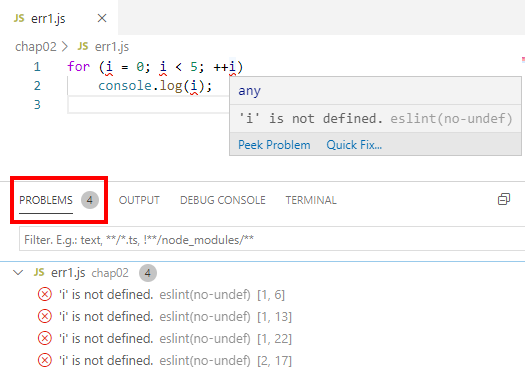 JS err1.js ×
chap02 > JS err1.js
1 for (i = 0; i < 5; ++i)
2 console.log(i);
3
any
'i' is not defined. eslint(no-undef)
Peek Problem Quick Fix...
PROBLEMS 4 OUTPUT DEBUG CONSOLE TERMINAL
Filter. E.g.: text, **/*.ts, !**/node_modules/**
JS err1.js chap02 4
'i' is not defined. eslint(no-undef) [1, 6]
'i' is not defined. eslint(no-undef) [1, 13]
'i' is not defined. eslint(no-undef) [1, 22]
'i' is not defined. eslint(no-undef) [2, 17]